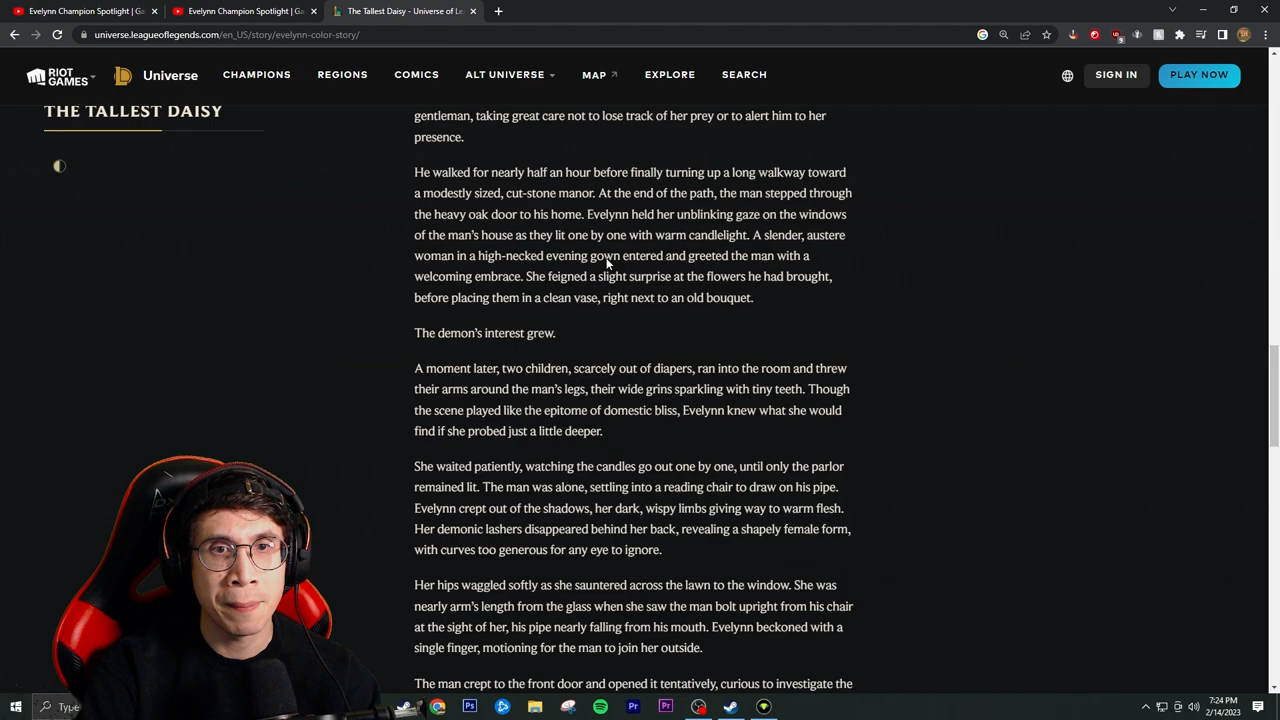 Evelynn Champion Spotlight | Ga
Evelynn Champion Spotlight | Ga
The Tallest Daisy - Universe of Le
universe.leagueoflegends.com/en_US/story/evelynn-color-story/
RIOT GAMES
Universe
CHAMPIONS
REGIONS
COMICS
ALT UNIVERSE
MAP
EXPLORE
SEARCH
SIGN IN
PLAY NOW
THE TALLEST DAISY
gentleman, taking great care not to lose track of her prey or to alert him to her
presence.
He walked for nearly half an hour before finally turning up a long walkway toward
a modestly sized, cut-stone manor. At the end of the path, the man stepped through
the heavy oak door to his home. Evelynn held her unblinking gaze on the windows
of the man's house as they lit one by one with warm candlelight. A slender, austere
woman in a high-necked evening gown entered and greeted the man with a
welcoming embrace. She feigned a slight surprise at the flowers he had brought,
before placing them in a clean vase, right next to an old bouquet.
The demon's interest grew.
A moment later, two children, scarcely out of diapers, ran into the room and threw
their arms around the man's legs, their wide grins sparkling with tiny teeth. Though
the scene played like the epitome of domestic bliss, Evelynn knew what she would
find if she probed just a little deeper.
She waited patiently, watching the candles go out one by one, until only the parlor
remained lit. The man was alone, settling into a reading chair to draw on his pipe.
Evelynn crept out of the shadows, her dark, wispy limbs giving way to warm flesh.
Her demonic lashers disappeared behind her back, revealing a shapely female form,
with curves too generous for any eye to ignore.
Her hips waggled softly as she sauntered across the lawn to the window. She was
nearly arm's length from the glass when she saw the man bolt upright from his chair
at the sight of her, his pipe nearly falling from his mouth. Evelynn beckoned with a
single finger, motioning for the man to join her outside.
The man crept to the front door and opened it tentatively, curious to investigate the
Type
7:24 PM
2/14/2023